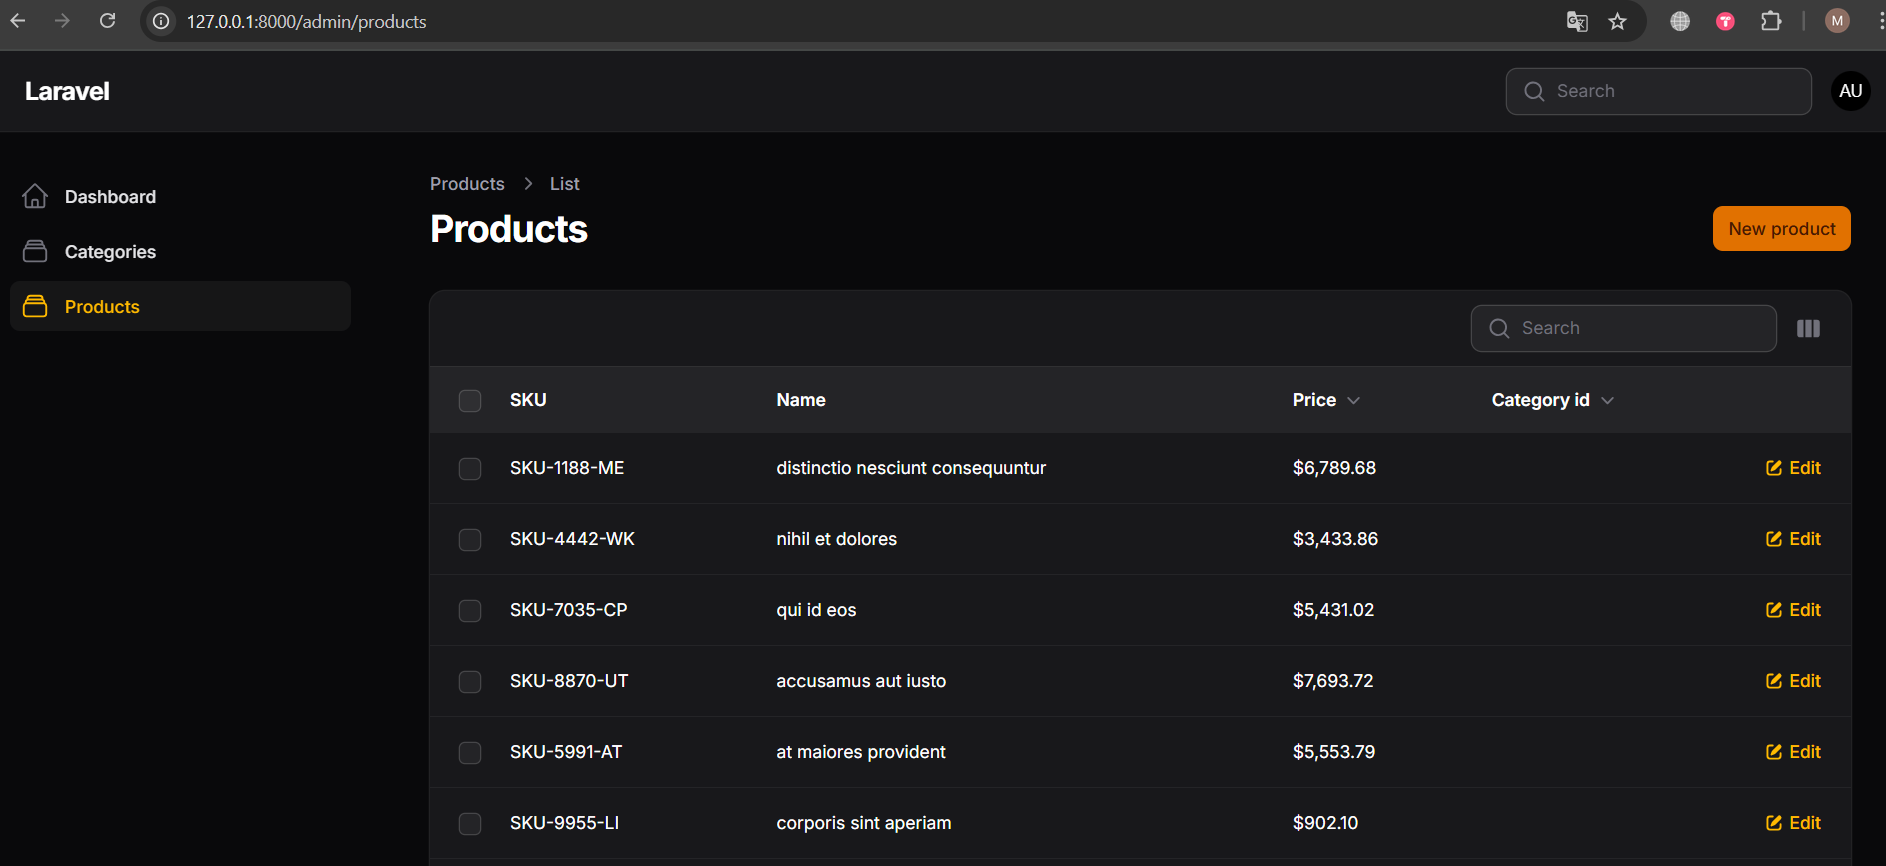 127.0.0.1:8000/admin/products
M
Laravel
Search
AU
Dashboard
Categories
Products
Products > List
Products
New product
Search
SKU Name Price Category id
SKU-1188-ME distinctio nesciunt consequuntur $6,789.68 Edit
SKU-4442-WK nihil et dolores $3,433.86 Edit
SKU-7035-CP qui id eos $5,431.02 Edit
SKU-8870-UT accusamus aut iusto $7,693.72 Edit
SKU-5991-AT at maiores provident $5,553.79 Edit
SKU-9955-LI corporis sint aperiam $902.10 Edit